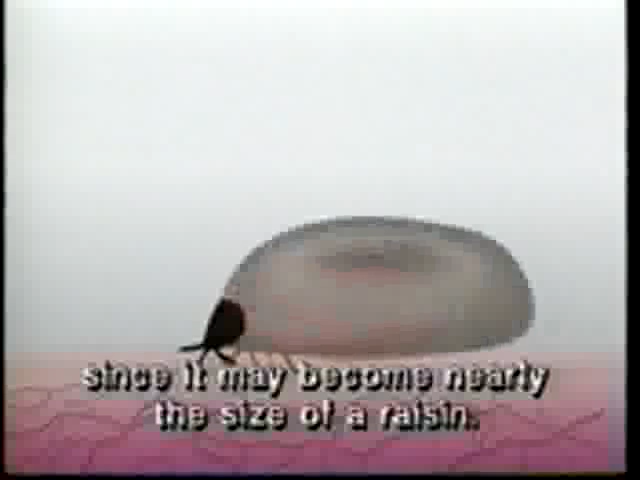 since it may become nearly
the size of a raisin.